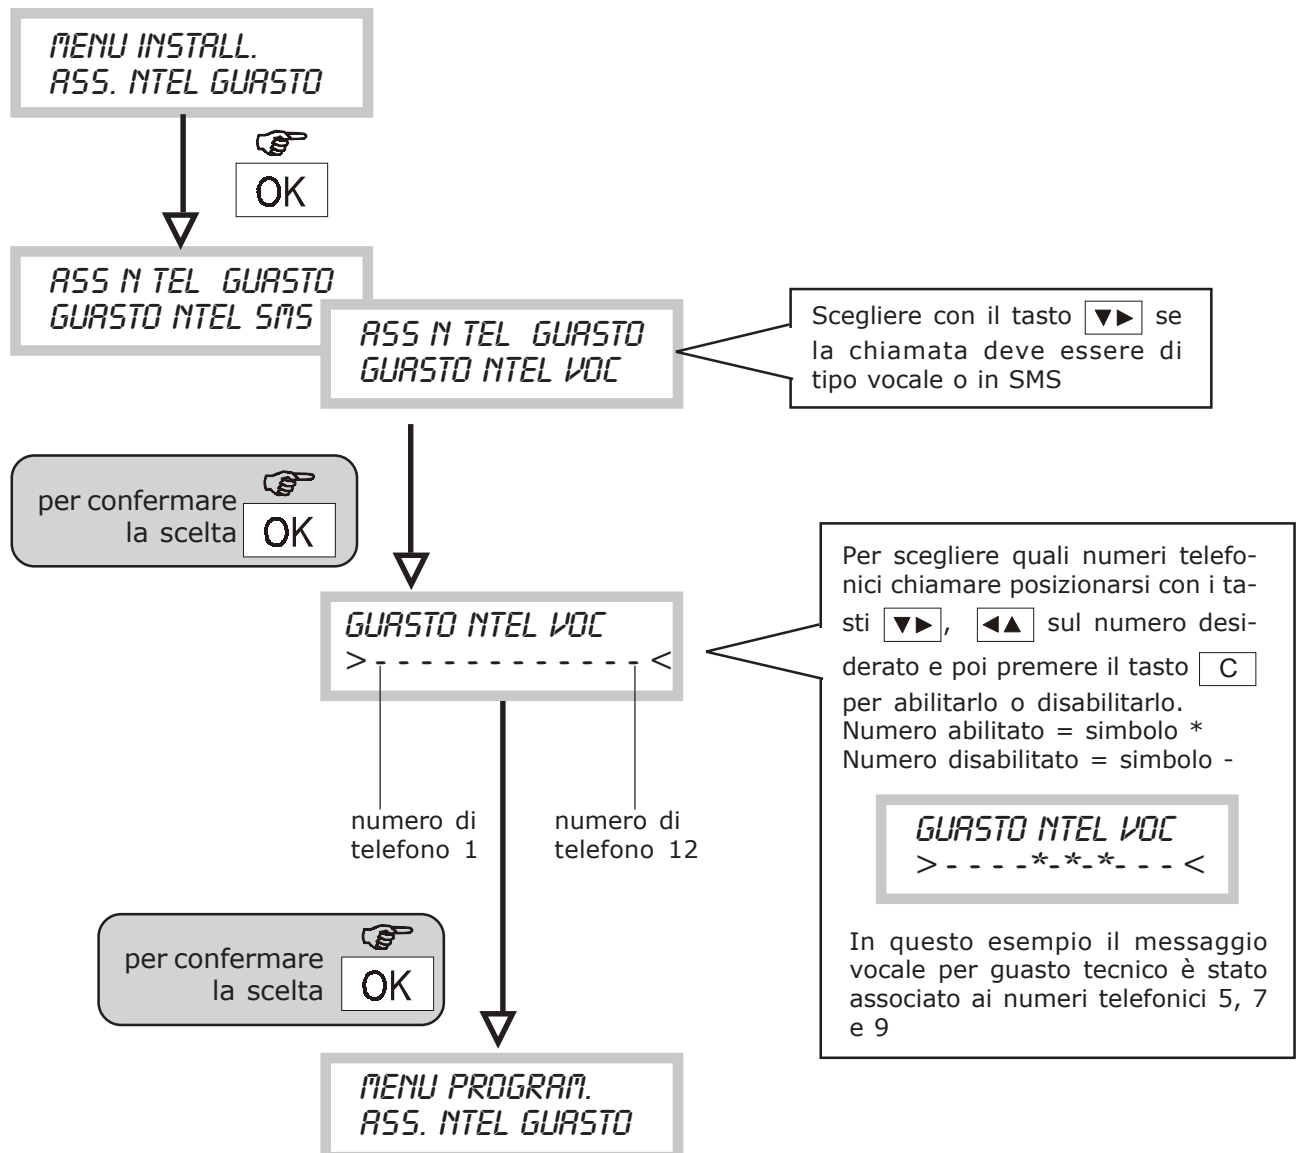 MENU INSTALL.
ASS. NTEL GUASTO
OK
ASS N TEL GUASTO
GUASTO NTEL SMS
ASS N TEL GUASTO
GUASTO NTEL VOC
Scegliere con il tasto ▼▶ se
la chiamata deve essere di
tipo vocale o in SMS
per confermare
la scelta OK
GUASTO NTEL VOC
>- - - - - - - - - - - -<
numero di
telefono 1
numero di
telefono 12
Per scegliere quali numeri telefo-
nici chiamare posizionarsi con i ta-
sti ▼▶, ◀▲ sul numero desi-
derato e poi premere il tasto C
per abilitarlo o disabilitarlo.
Numero abilitato = simbolo *
Numero disabilitato = simbolo -
GUASTO NTEL VOC
>- - - -*-*-*- - -<
In questo esempio il messaggio
vocale per guasto tecnico è stato
associato ai numeri telefonici 5, 7
e 9
per confermare
la scelta OK
MENU PROGRAM.
ASS. NTEL GUASTO